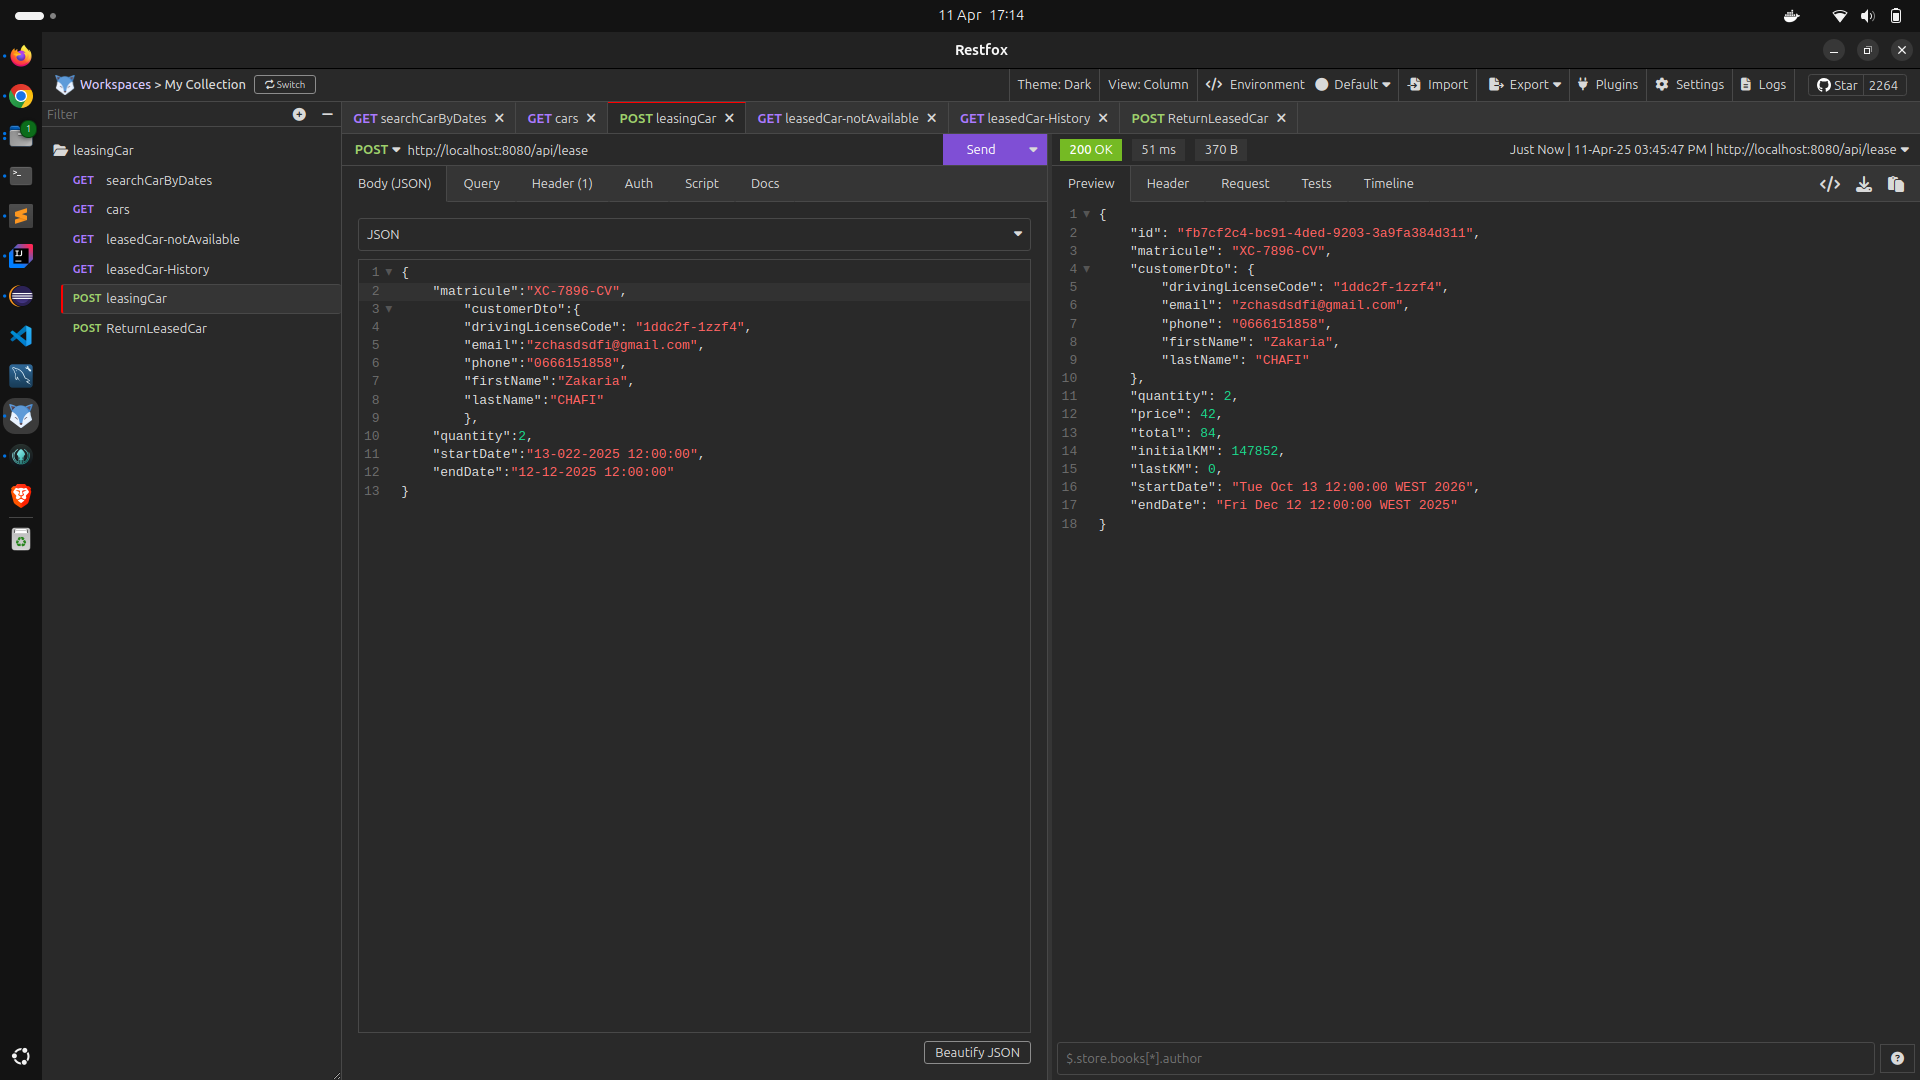 11 Apr 17:14
Restfox
Workspaces > My Collection Switch
Theme: Dark View: Column Environment Default Import Export Plugins Settings Logs Star 2264
Filter
GET searchCarByDates
GET cars
POST leasingCar
GET leasedCar-notAvailable
GET leasedCar-History
POST ReturnLeasedCar
1
leasingCar
GET searchCarByDates
GET cars
GET leasedCar-notAvailable
GET leasedCar-History
POST leasingCar
POST ReturnLeasedCar
POST http://localhost:8080/api/lease Send
Body (JSON) Query Header (1) Auth Script Docs
JSON
1 {
2 "matricule":"XC-7896-CV",
3 "customerDto":{
4 "drivingLicenseCode": "1ddc2f-1zzf4",
5 "email":"zchasdsdfi@gmail.com",
6 "phone":"0666151858",
7 "firstName":"Zakaria",
8 "lastName":"CHAFI"
9 },
10 "quantity":2,
11 "startDate":"13-022-2025 12:00:00",
12 "endDate":"12-12-2025 12:00:00"
13 }
Beautify JSON
200 OK 51 ms 370 B Just Now | 11-Apr-25 03:45:47 PM | http://localhost:8080/api/lease
Preview Header Request Tests Timeline
1 {
2 "id": "fb7cf2c4-bc91-4ded-9203-3a9fa384d311",
3 "matricule": "XC-7896-CV",
4 "customerDto": {
5 "drivingLicenseCode": "1ddc2f-1zzf4",
6 "email": "zchasdsdfi@gmail.com",
7 "phone": "0666151858",
8 "firstName": "Zakaria",
9 "lastName": "CHAFI"
10 },
11 "quantity": 2,
12 "price": 42,
13 "total": 84,
14 "initialKM": 147852,
15 "lastKM": 0,
16 "startDate": "Tue Oct 13 12:00:00 WEST 2026",
17 "endDate": "Fri Dec 12 12:00:00 WEST 2025"
18 }
$.store.books[*].author